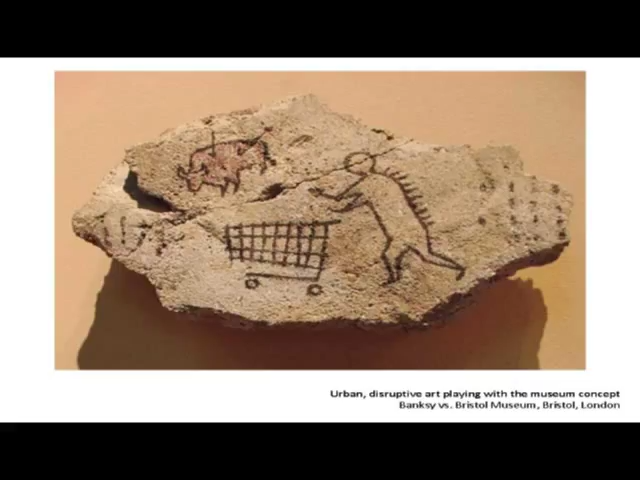 Urban, disruptive art playing with the museum concept
Banksy vs. Bristol Museum, Bristol, London